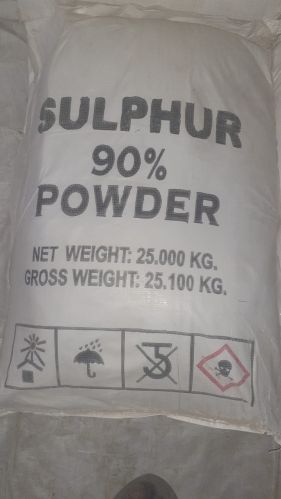 SULPHUR
90%
POWDER
NET WEIGHT: 25.000 KG.
GROSS WEIGHT: 25.100 KG.